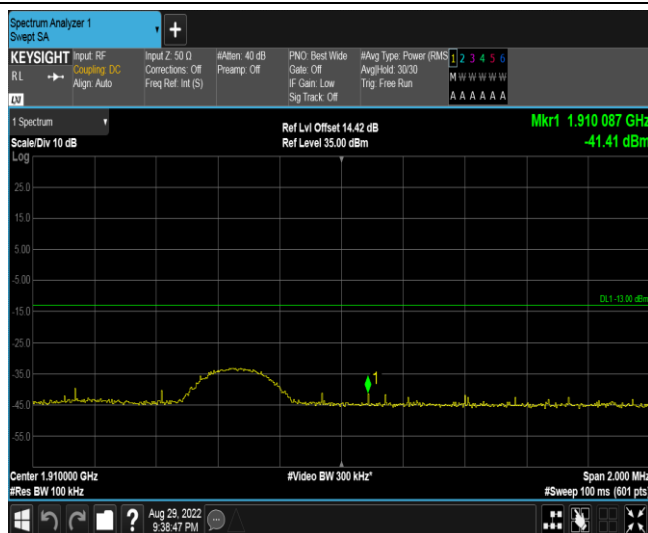 Spectrum Analyzer 1
Swept SA
+
KEYSIGHT
RL
LXI
Input: RF
Coupling: DC
Align: Auto
Input Z: 50 Ω
Corrections: Off
Freq Ref: Int (S)
#Atten: 40 dB
Preamp: Off
PNO: Best Wide
Gate: Off
IF Gain: Low
Sig Track: Off
#Avg Type: Power (RMS
Avg|Hold: 30/30
Trig: Free Run
1 2 3 4 5 6
M W W W W W
A A A A A A
1 Spectrum
Scale/Div 10 dB
Log
Ref Lvl Offset 14.42 dB
Ref Level 35.00 dBm
Mkr1 1.910 087 GHz
-41.41 dBm
25.0
15.0
5.00
-5.00
DL1 -13.00 dBm
-15.0
-25.0
-35.0
1
-45.0
-55.0
Center 1.910000 GHz
#Res BW 100 kHz
#Video BW 300 kHz*
Span 2.000 MHz
#Sweep 100 ms (601 pts)
?
Aug 29, 2022
9:38:47 PM